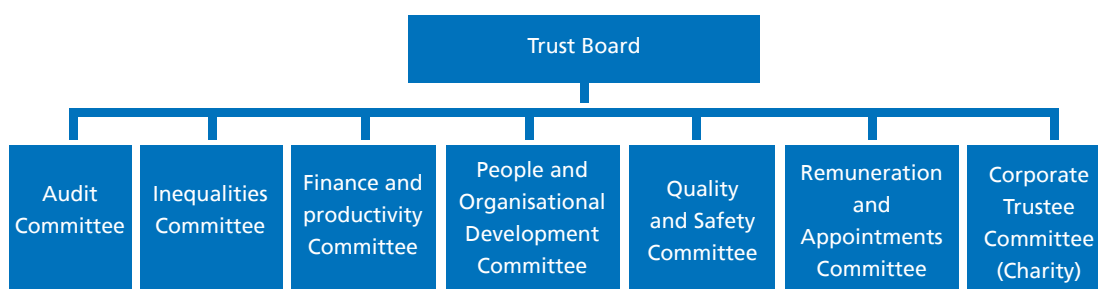 Trust Board
Audit
Committee
Inequalities
Committee
Finance and
productivity
Committee
People and
Organisational
Development
Committee
Quality
and Safety
Committee
Remuneration
and
Appointments
Committee
Corporate
Trustee
Committee
(Charity)